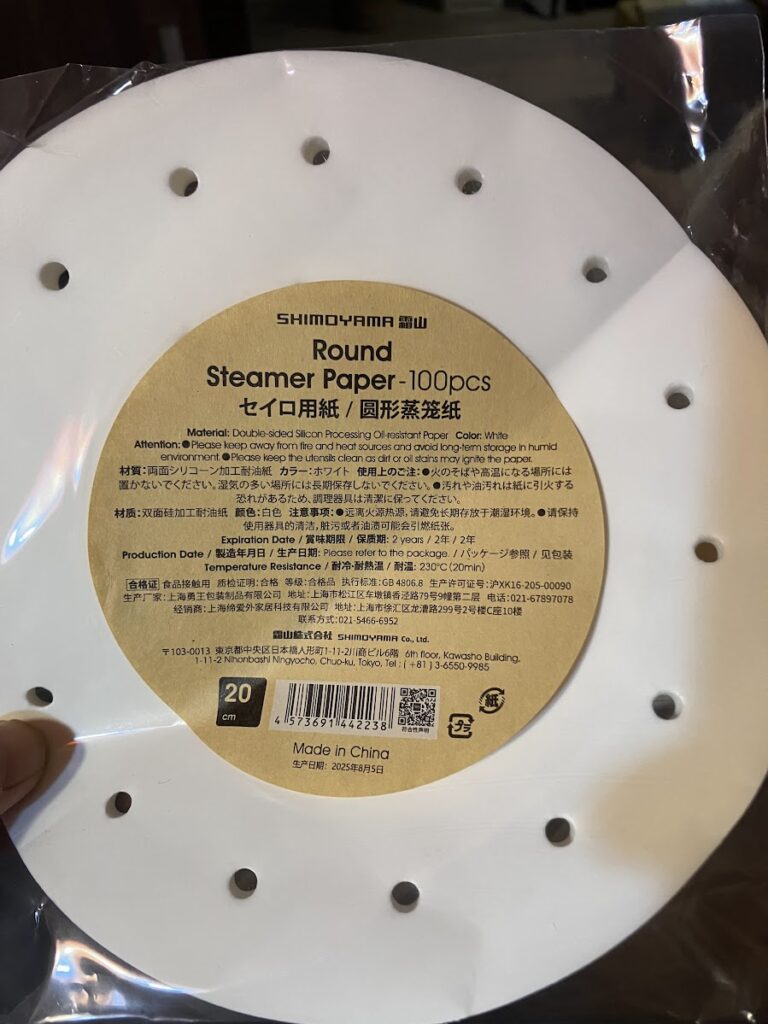 SHIMOYAMA 霜山
Round
Steamer Paper-100pcs
セイロ用紙 / 圆形蒸笼纸
Material: Double-sided Silicon Processing Oil-resistant Paper Color: White
Attention: ●Please keep away from fire and heat sources and avoid long-term storage in humid
environment. ●Please keep the utensils clean as dirt or oil stains may ignite the paper.
材質：両面シリコーン加工耐油紙 カラー：ホワイト 使用上のご注：●火のそばや高温になる場所には
置かないでください。湿気の多い場所には長期保存しないでください。●汚れや油汚れは紙に引火する
恐れがあるため、調理器具は清潔に保ってください。
材质：双面硅加工耐油纸 颜色：白色 注意事项：●远离火源热源，请避免长期存放于潮湿环境。●请保持
使用器具的清洁，脏污或者油渍可能会引燃纸张。
Expiration Date / 賞味期限 / 保质期：2 years / 2年 / 2年
Production Date / 製造年月日 / 生产日期：Please refer to the package. / パッケージ参照 / 见包装
Temperature Resistance / 耐冷·耐熱温 / 耐温: 230°C (20min)
合格证 食品接触用 质检证明：合格 等级：合格品 执行标准：GB 4806.8 生产许可证号：沪XK16-205-00090
生产厂家：上海勇王包装制品有限公司 地址：上海市松江区车墩镇香泾路79号9幢第二层 电话：021-67897078
经销商：上海缔爱外家居科技有限公司 地址：上海市徐汇区龙漕路299号2号楼C座10楼
联系方式：021-5466-6952
霜山株式会社 SHIMOYAMA Co., Ltd.
〒103-0013 東京都中央区日本橋人形町1-11-2川商ビル6階 6th floor, Kawasho Building,
1-11-2 Nihonbashi Ningyocho, Chuo-ku, Tokyo, Tel : ( +81 ) 3-6550-9985
20
cm
4 573691 442238
符合性声明
プラ
紙
Made in China
生产日期：2025年8月5日